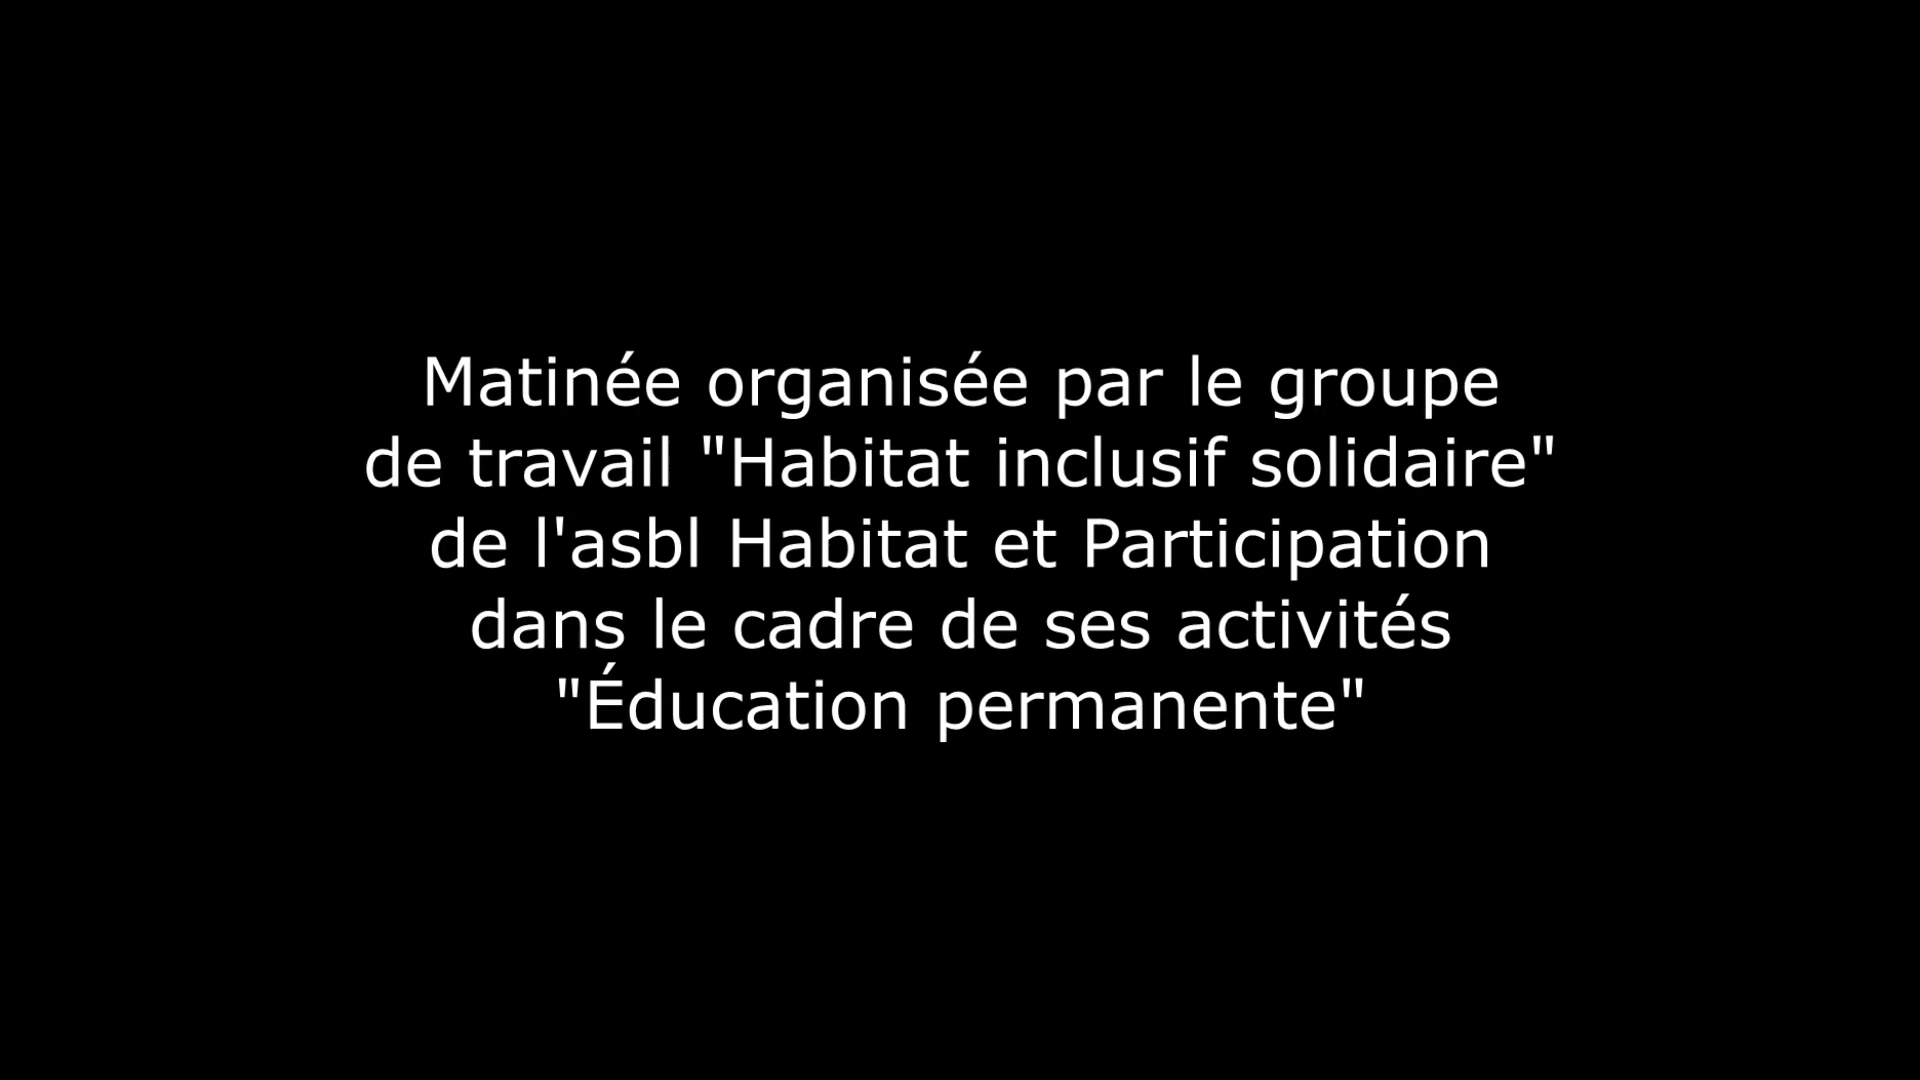 Matinée organisée par le groupe
de travail "Habitat inclusif solidaire"
de l'asbl Habitat et Participation
dans le cadre de ses activités
"Éducation permanente"